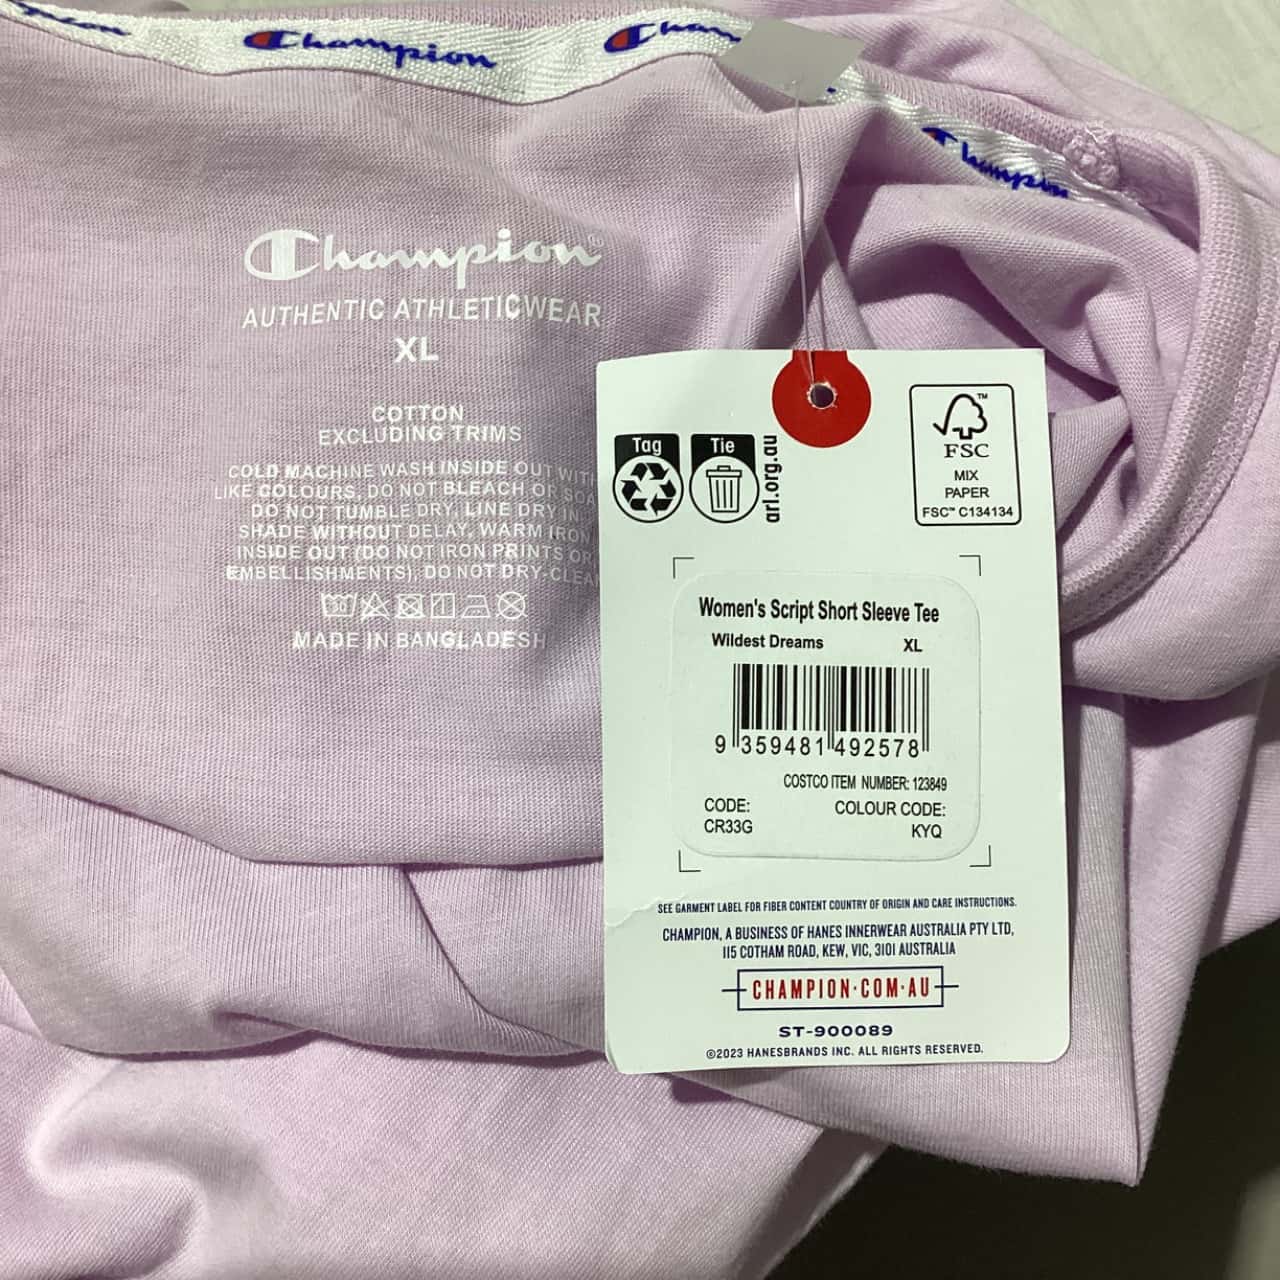 Champion
Champion
Champion
AUTHENTIC ATHLETICWEAR
XL
COTTON
EXCLUDING TRIMS
COLD MACHINE WASH INSIDE OUT WITH
LIKE COLOURS, DO NOT BLEACH OR
DO NOT TUMBLE DRY, LINE DRY IN
SHADE WITHOUT DELAY, WARM IRON
INSIDE OUT (DO NOT IRON PRINTS OR
EMBELLISHMENTS), DO NOT DRY-CLEAN
30
MADE IN BANGLADESH
Tag
Tie
arl.org.au
FSC
MIX
PAPER
FSC™ C134134
Women's Script Short Sleeve Tee
Wildest Dreams XL
9 359481 492578
COSTCO ITEM NUMBER: 123849
CODE: COLOUR CODE:
CR33G KYQ
SEE GARMENT LABEL FOR FIBER CONTENT COUNTRY OF ORIGIN AND CARE INSTRUCTIONS.
CHAMPION, A BUSINESS OF HANES INNERWEAR AUSTRALIA PTY LTD,
115 COTHAM ROAD, KEW, VIC, 3101 AUSTRALIA
CHAMPION·COM·AU
ST-900089
©2023 HANESBRANDS INC. ALL RIGHTS RESERVED.